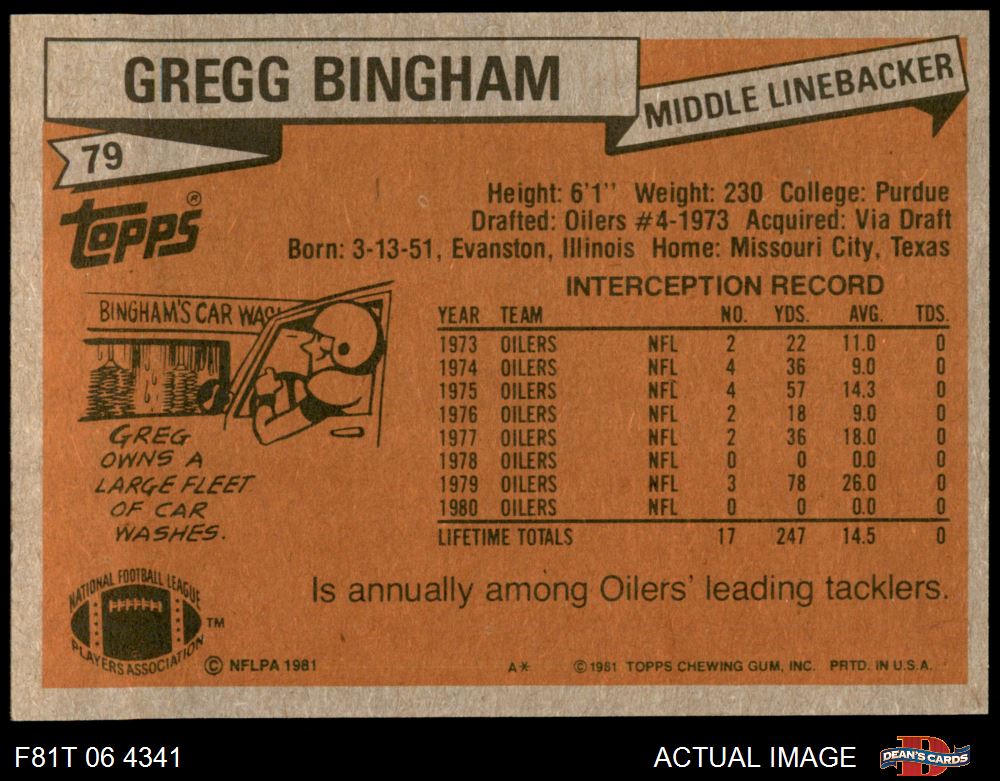 GREGG BINGHAM
MIDDLE LINEBACKER
79
TOPPS®
Height: 6'1'' Weight: 230 College: Purdue
Drafted: Oilers #4-1973 Acquired: Via Draft
Born: 3-13-51, Evanston, Illinois Home: Missouri City, Texas
BINGHAM'S CAR WASH
GREG
OWNS A
LARGE FLEET
OF CAR
WASHES.
INTERCEPTION RECORD
YEAR TEAM NO. YDS. AVG. TDS.
1973 OILERS NFL 2 22 11.0 0
1974 OILERS NFL 4 36 9.0 0
1975 OILERS NFL 4 57 14.3 0
1976 OILERS NFL 2 18 9.0 0
1977 OILERS NFL 2 36 18.0 0
1978 OILERS NFL 0 0 0.0 0
1979 OILERS NFL 3 78 26.0 0
1980 OILERS NFL 0 0 0.0 0
LIFETIME TOTALS 17 247 14.5 0
Is annually among Oilers' leading tacklers.
NATIONAL FOOTBALL LEAGUE
PLAYERS ASSOCIATION
TM
© NFLPA 1981
A* © 1981 TOPPS CHEWING GUM, INC. PRTD. IN U.S.A.
F81T 06 4341
ACTUAL IMAGE
D
DEAN'S CARDS